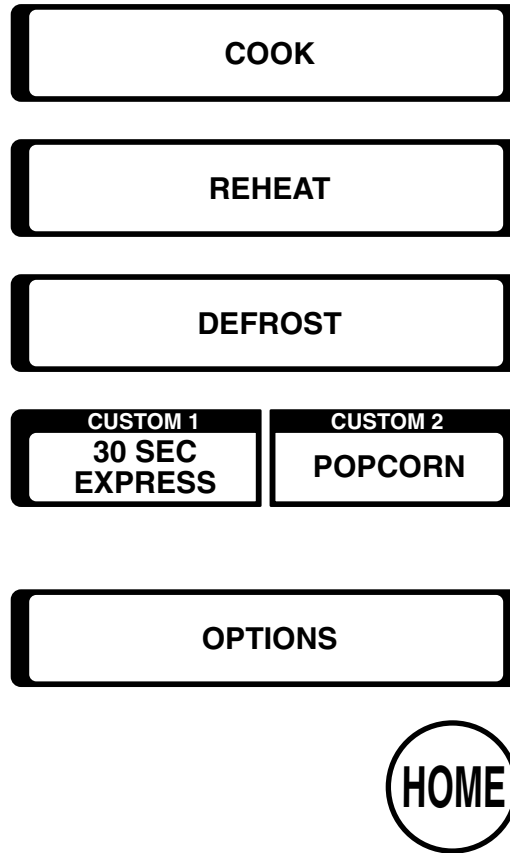 COOK
REHEAT
DEFROST
CUSTOM 1
30 SEC
EXPRESS
CUSTOM 2
POPCORN
OPTIONS
HOME